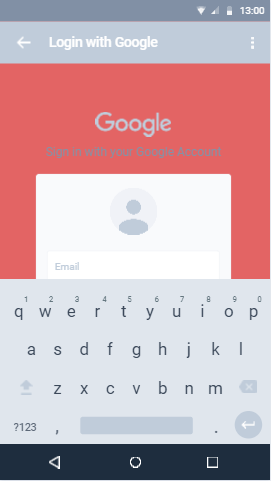 13:00
Login with Google
Google
Sign in with your Google Account
Email
1 2 3 4 5 6 7 8 9 0
q w e r t y u i o p
a s d f g h j k l
z x c v b n m
?123 , .